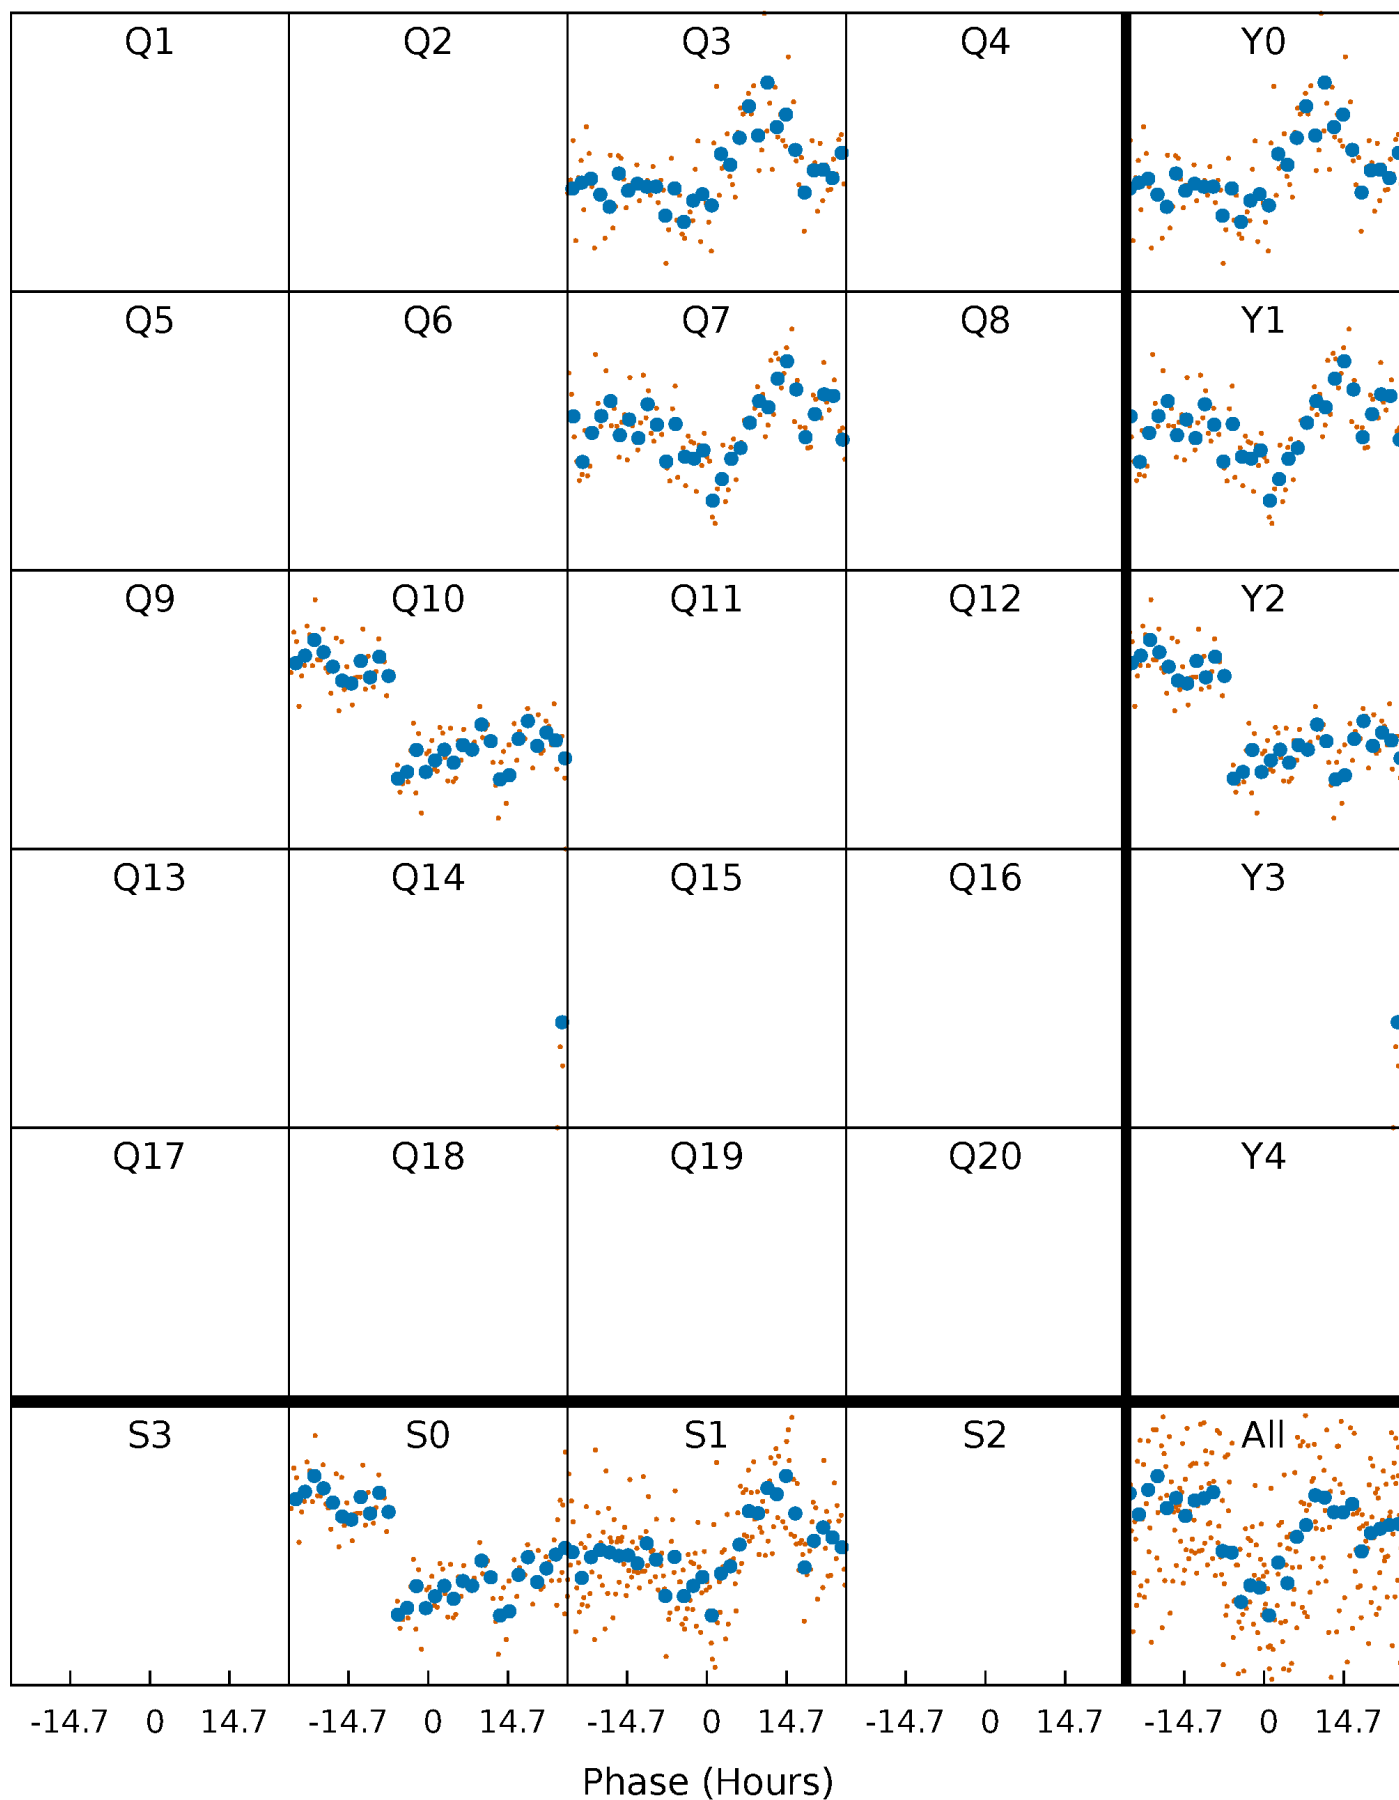 Q1 Q2 Q3 Q4 Y0
Q5 Q6 Q7 Q8 Y1
Q9 Q10 Q11 Q12 Y2
Q13 Q14 Q15 Q16 Y3
Q17 Q18 Q19 Q20 Y4
S3 S0 S1 S2 All
-14.7 0 14.7 -14.7 0 14.7 -14.7 0 14.7 -14.7 0 14.7 -14.7 0 14.7
Phase (Hours)